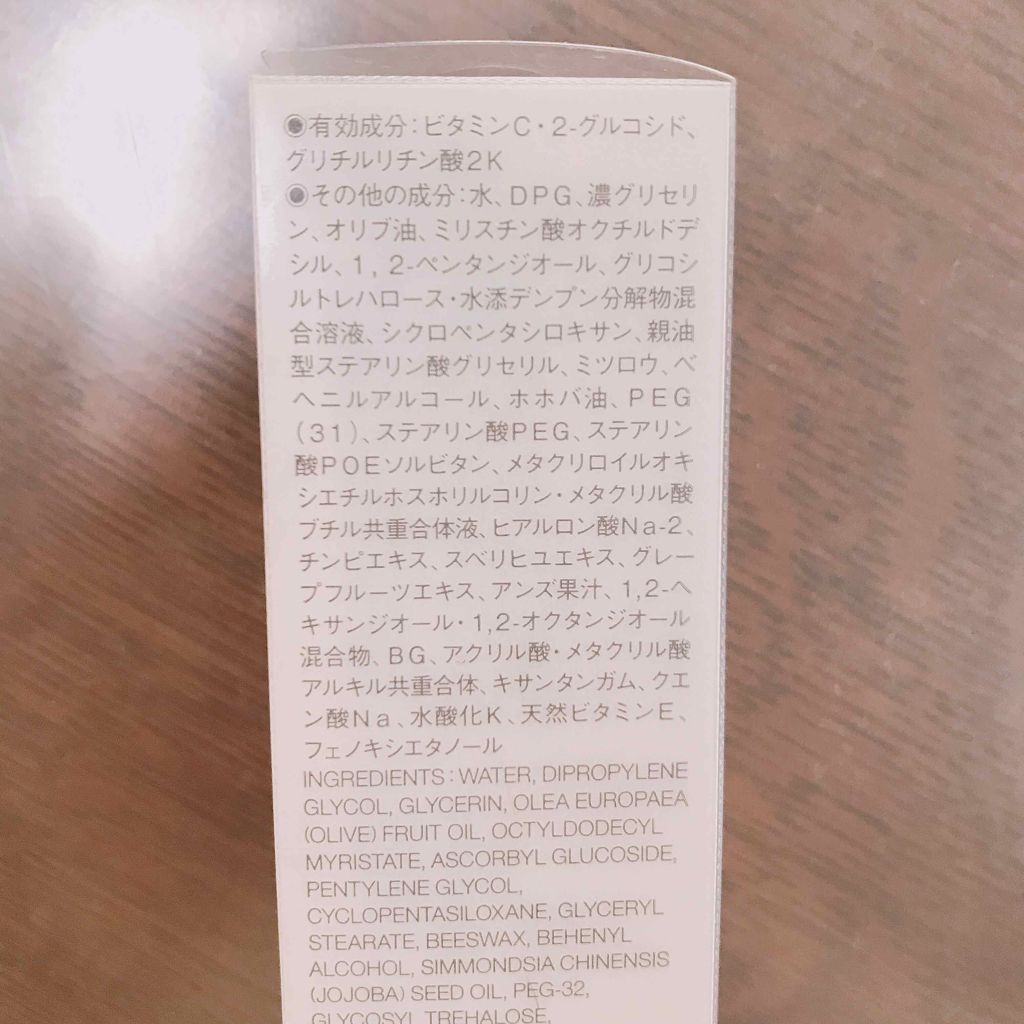 ◉有効成分：ビタミンC・2-グルコシド、
グリチルリチン酸2K
◉その他の成分：水、DPG、濃グリセリ
ン、オリブ油、ミリスチン酸オクチルドデ
シル、1,2-ペンタンジオール、グリコシ
ルトレハロース・水添デンプン分解物混
合溶液、シクロペンタシロキサン、親油
型ステアリン酸グリセリル、ミツロウ、ベ
ヘニルアルコール、ホホバ油、PEG
(31)、ステアリン酸PEG、ステアリン
酸POEソルビタン、メタクリロイルオキ
シエチルホスホリルコリン・メタクリル酸
ブチル共重合体液、ヒアルロン酸Na-2、
チンピエキス、スベリヒユエキス、グレー
プフルーツエキス、アンズ果汁、1,2-ヘ
キサンジオール・1,2-オクタンジオール
混合物、BG、アクリル酸・メタクリル酸
アルキル共重合体、キサンタンガム、クエ
ン酸Na、水酸化K、天然ビタミンE、
フェノキシエタノール
INGREDIENTS：WATER, DIPROPYLENE
GLYCOL, GLYCERIN, OLEA EUROPAEA
(OLIVE) FRUIT OIL, OCTYLDODECYL
MYRISTATE, ASCORBYL GLUCOSIDE,
PENTYLENE GLYCOL,
CYCLOPENTASILOXANE, GLYCERYL
STEARATE, BEESWAX, BEHENYL
ALCOHOL, SIMMONDSIA CHINENSIS
(JOJOBA) SEED OIL, PEG-32,
GLYCOSYL TREHALOSE,